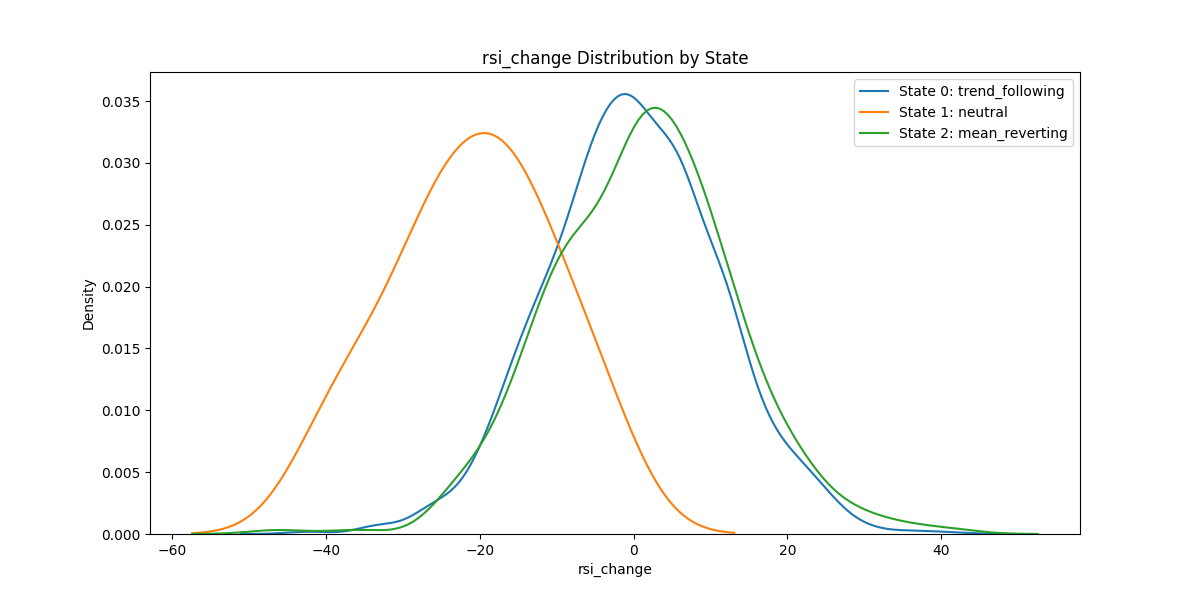 rsi_change Distribution by State
State 0: trend_following
State 1: neutral
State 2: mean_reverting
Density
0.035
0.030
0.025
0.020
0.015
0.010
0.005
0.000
−60 −40 −20 0 20 40
rsi_change